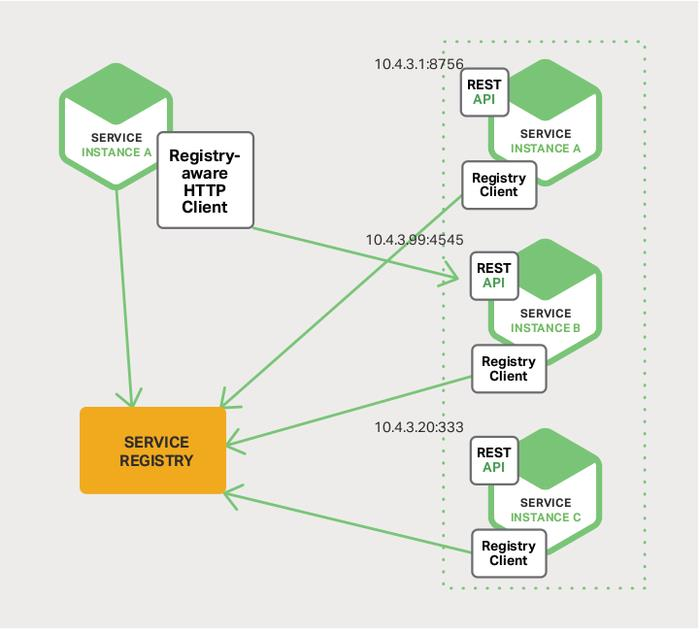 SERVICE
INSTANCE A
Registry-
aware
HTTP
Client
SERVICE
REGISTRY
10.4.3.1:8756
REST
API
SERVICE
INSTANCE A
Registry
Client
10.4.3.99:4545
REST
API
SERVICE
INSTANCE B
Registry
Client
10.4.3.20:333
REST
API
SERVICE
INSTANCE C
Registry
Client